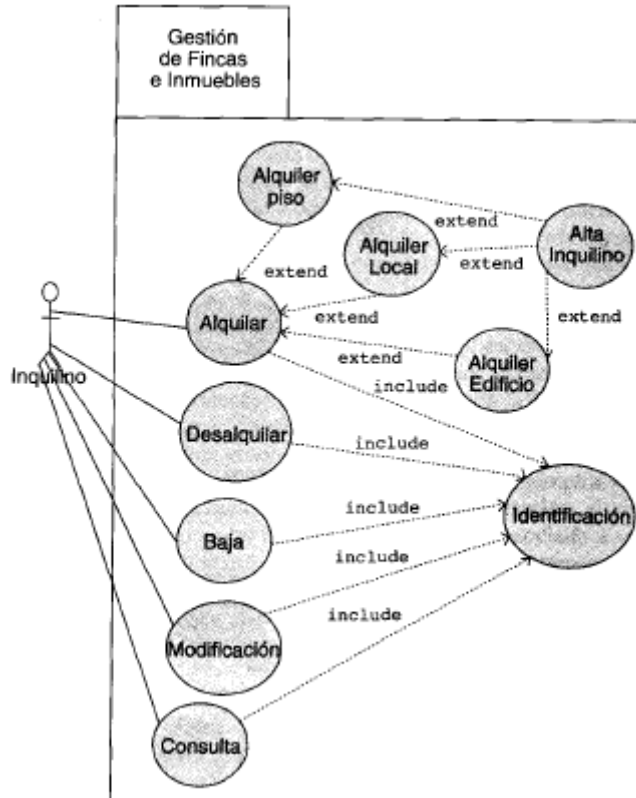 Gestión
de Fincas
e Inmuebles
Alquiler
piso
extend
Alta
Inquilino
Alquiler
Local
extend
extend
extend
extend
Alquilar
extend
Alquiler
Edificio
include
Inquilino
Desalquilar
include
Identificación
include
Baja
include
include
Modificación
Consulta